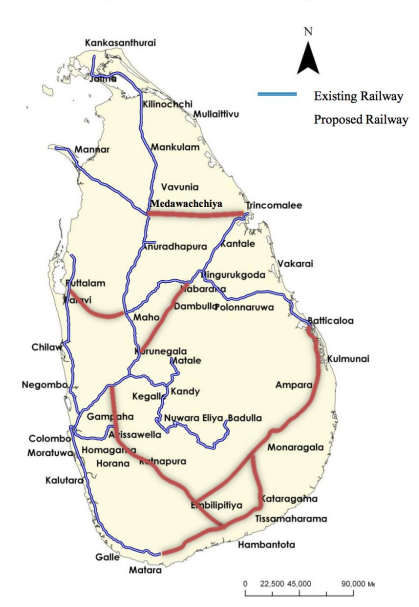 Kankasanthurai
N
Jaffna
Existing Railway
Kilinochchi
Mullaittivu
Proposed Railway
Mannar
Mankulam
Vavunia
Medawachchiya
Trincomalee
Anuradhapura
Kantale
Vakarai
Hingurukgoda
Puttalam
Habarana
Palavi
Dambulla
Polonnaruwa
Maho
Batticaloa
Chilaw
Kurunegala
Kulmunai
Matale
Negombo
Ampara
Kegalle
Kandy
Gampaha
Nuwara Eliya
Badulla
Colombo
Avissawella
Moratuwa
Homagama
Monaragala
Horana
Ratnapura
Kalutara
Embilipitiya
Kataragama
Tissamaharama
Hambantota
Galle
Matara
0 22,500 45,000 90,000 Me